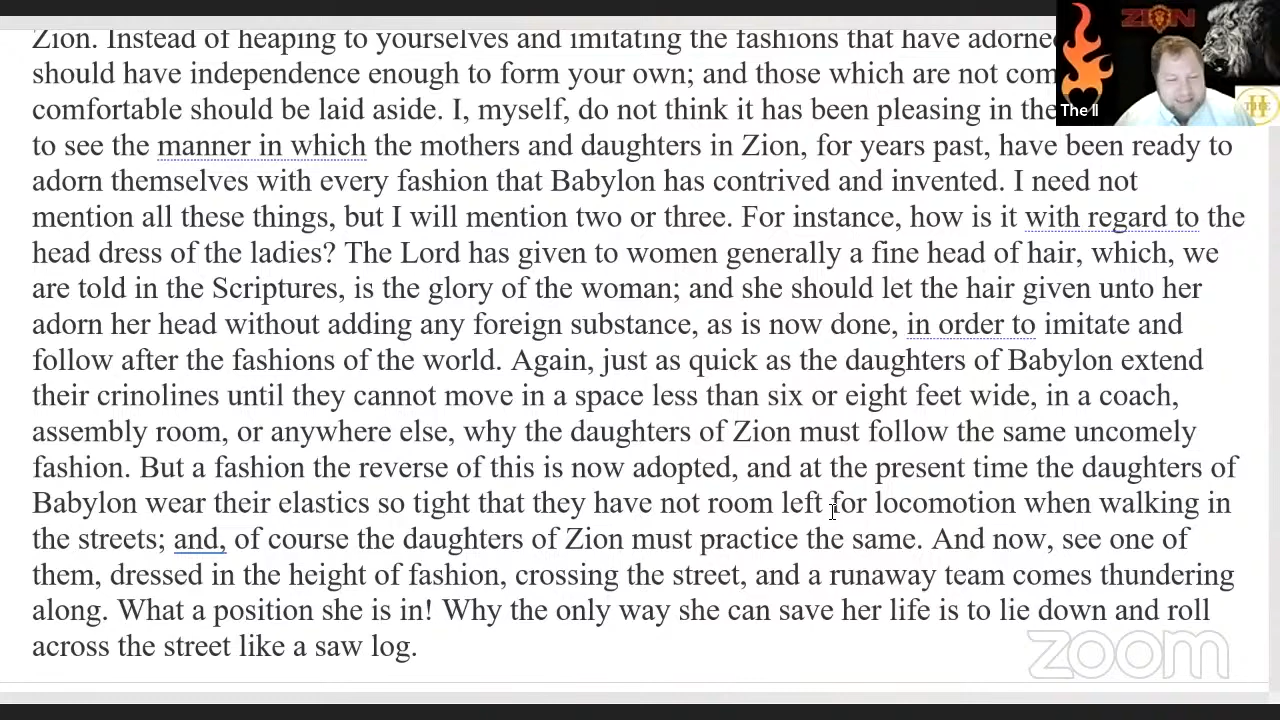 Zion. Instead of heaping to yourselves and imitating the fashions that have adorned
should have independence enough to form your own; and those which are not com
comfortable should be laid aside. I, myself, do not think it has been pleasing in the
to see the manner in which the mothers and daughters in Zion, for years past, have been ready to
adorn themselves with every fashion that Babylon has contrived and invented. I need not
mention all these things, but I will mention two or three. For instance, how is it with regard to the
head dress of the ladies? The Lord has given to women generally a fine head of hair, which, we
are told in the Scriptures, is the glory of the woman; and she should let the hair given unto her
adorn her head without adding any foreign substance, as is now done, in order to imitate and
follow after the fashions of the world. Again, just as quick as the daughters of Babylon extend
their crinolines until they cannot move in a space less than six or eight feet wide, in a coach,
assembly room, or anywhere else, why the daughters of Zion must follow the same uncomely
fashion. But a fashion the reverse of this is now adopted, and at the present time the daughters of
Babylon wear their elastics so tight that they have not room left for locomotion when walking in
the streets; and, of course the daughters of Zion must practice the same. And now, see one of
them, dressed in the height of fashion, crossing the street, and a runaway team comes thundering
along. What a position she is in! Why the only way she can save her life is to lie down and roll
across the street like a saw log.
ZION
The II
zoom